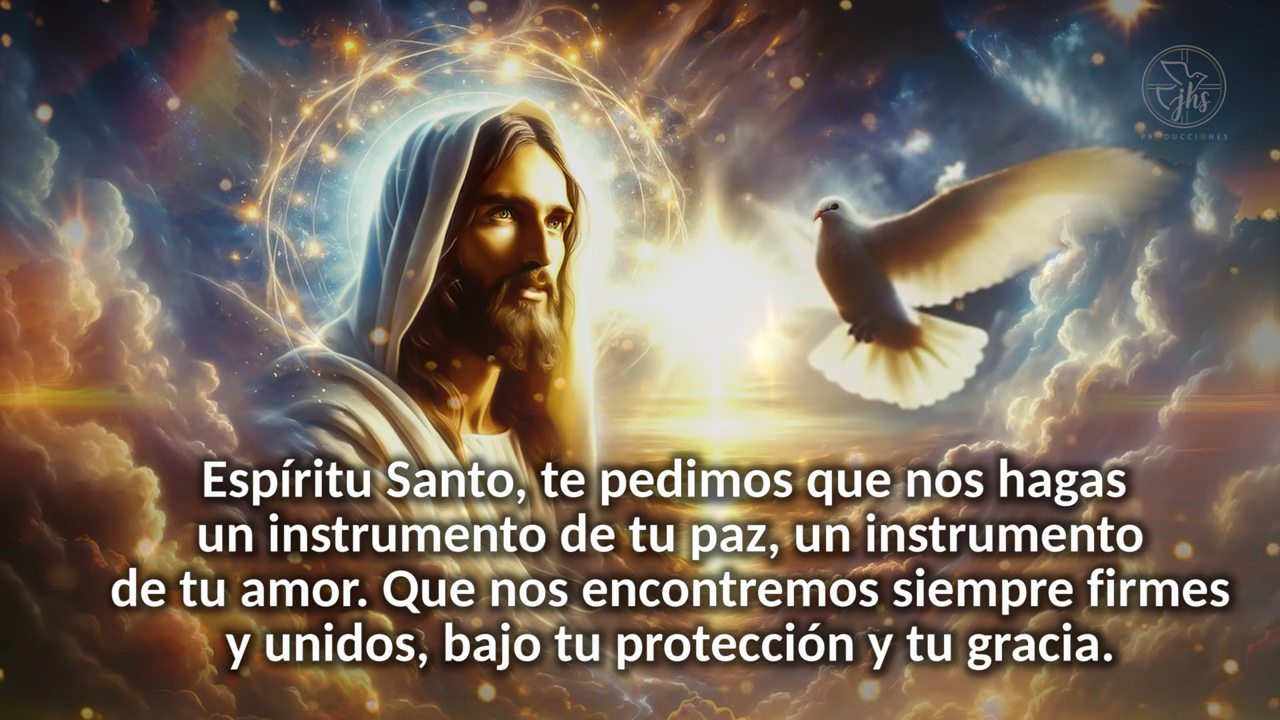 jhs
PRODUCCIONES
Espíritu Santo, te pedimos que nos hagas
un instrumento de tu paz, un instrumento
de tu amor. Que nos encontremos siempre firmes
y unidos, bajo tu protección y tu gracia.